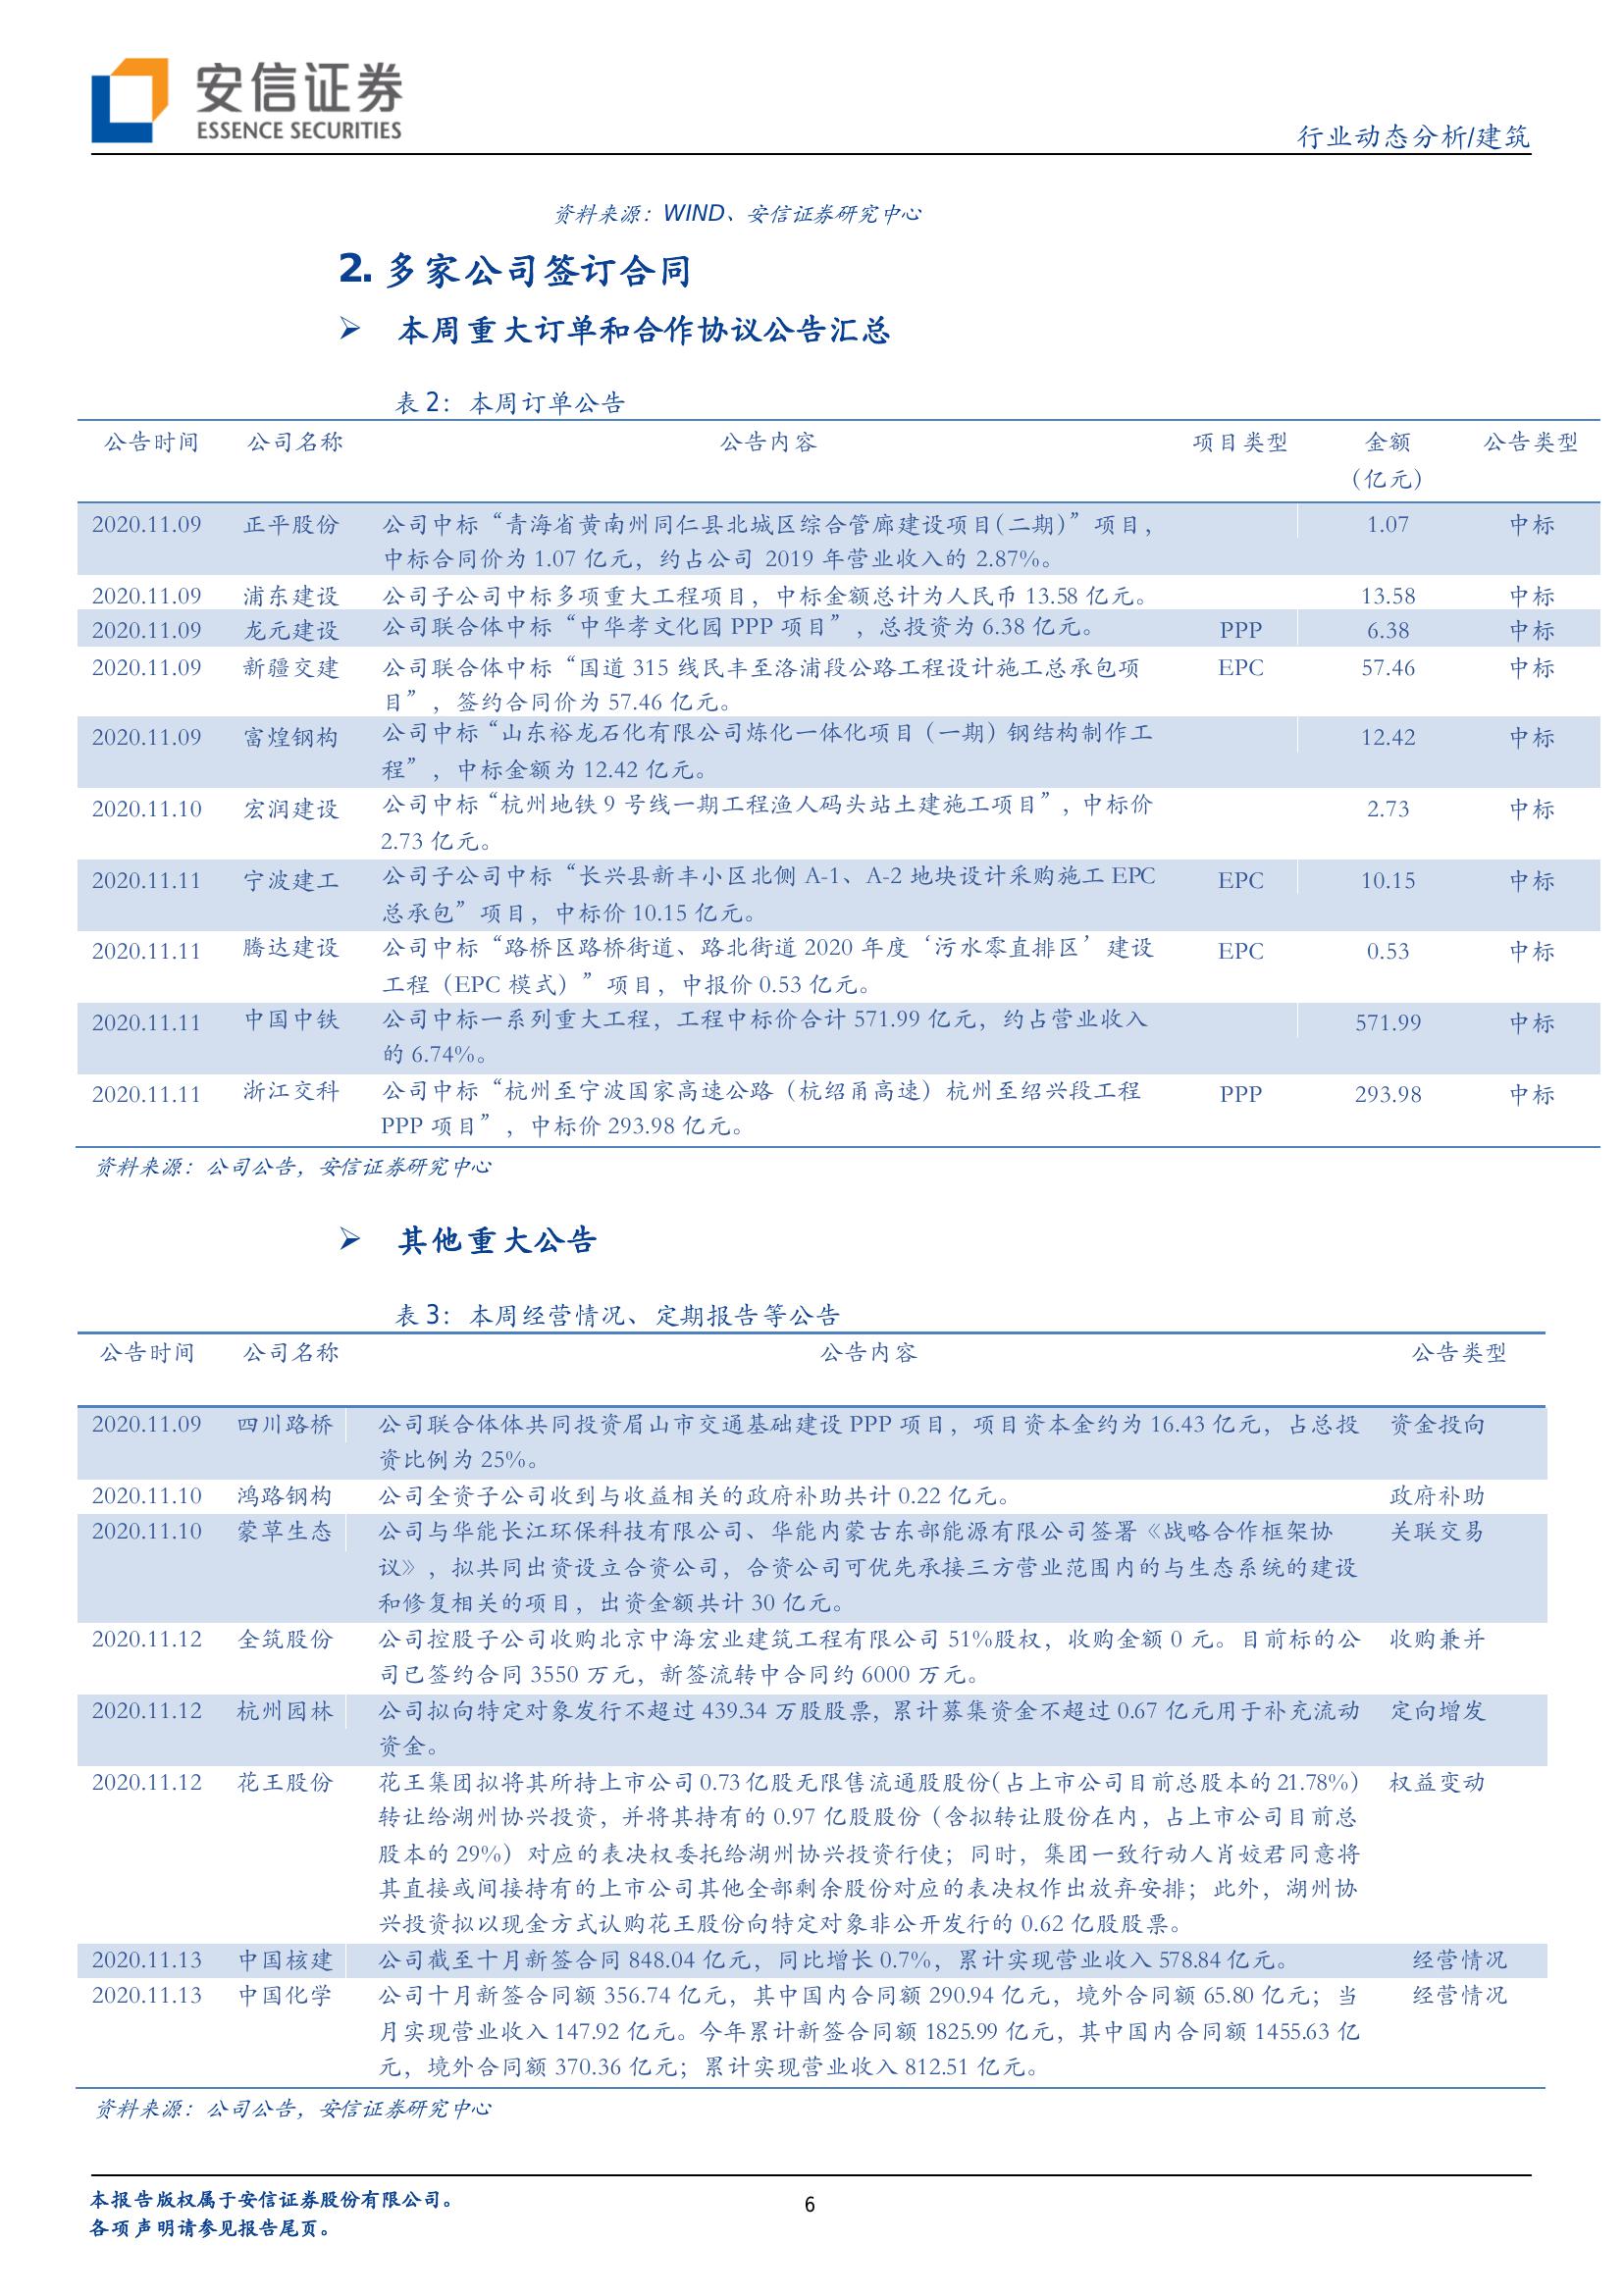 安信证券
ESSENCE SECURITIES
行业动态分析/建筑
资料来源：WIND、安信证券研究中心
2. 多家公司签订合同
➢ 本周重大订单和合作协议公告汇总
表 2：本周订单公告
公告时间 公司名称 公告内容 项目类型 金额 公告类型
（亿元）
2020.11.09 正平股份 公司中标“青海省黄南州同仁县北城区综合管廊建设项目(二期)”项目， 1.07 中标
中标合同价为 1.07 亿元，约占公司 2019 年营业收入的 2.87%。
2020.11.09 浦东建设 公司子公司中标多项重大工程项目，中标金额总计为人民币 13.58 亿元。 13.58 中标
2020.11.09 龙元建设 公司联合体中标“中华孝文化园 PPP 项目”，总投资为 6.38 亿元。 PPP 6.38 中标
2020.11.09 新疆交建 公司联合体中标“国道 315 线民丰至洛浦段公路工程设计施工总承包项 EPC 57.46 中标
目”，签约合同价为 57.46 亿元。
2020.11.09 富煌钢构 公司中标“山东裕龙石化有限公司炼化一体化项目（一期）钢结构制作工 12.42 中标
程”，中标金额为 12.42 亿元。
2020.11.10 宏润建设 公司中标“杭州地铁 9 号线一期工程渔人码头站土建施工项目”，中标价 2.73 中标
2.73 亿元。
2020.11.11 宁波建工 公司子公司中标“长兴县新丰小区北侧 A-1、A-2 地块设计采购施工 EPC EPC 10.15 中标
总承包”项目，中标价 10.15 亿元。
2020.11.11 腾达建设 公司中标“路桥区路桥街道、路北街道 2020 年度‘污水零直排区’建设 EPC 0.53 中标
工程（EPC 模式）”项目，中报价 0.53 亿元。
2020.11.11 中国中铁 公司中标一系列重大工程，工程中标价合计 571.99 亿元，约占营业收入 571.99 中标
的 6.74%。
2020.11.11 浙江交科 公司中标“杭州至宁波国家高速公路（杭绍甬高速）杭州至绍兴段工程 PPP 293.98 中标
PPP 项目”，中标价 293.98 亿元。
资料来源：公司公告，安信证券研究中心
➢ 其他重大公告
表 3：本周经营情况、定期报告等公告
公告时间 公司名称 公告内容 公告类型
2020.11.09 四川路桥 公司联合体体共同投资眉山市交通基础建设 PPP 项目，项目资本金约为 16.43 亿元，占总投 资金投向
资比例为 25%。
2020.11.10 鸿路钢构 公司全资子公司收到与收益相关的政府补助共计 0.22 亿元。 政府补助
2020.11.10 蒙草生态 公司与华能长江环保科技有限公司、华能内蒙古东部能源有限公司签署《战略合作框架协 关联交易
议》，拟共同出资设立合资公司，合资公司可优先承接三方营业范围内的与生态系统的建设
和修复相关的项目，出资金额共计 30 亿元。
2020.11.12 全筑股份 公司控股子公司收购北京中海宏业建筑工程有限公司 51%股权，收购金额 0 元。目前标的公 收购兼并
司已签约合同 3550 万元，新签流转中合同约 6000 万元。
2020.11.12 杭州园林 公司拟向特定对象发行不超过 439.34 万股股票，累计募集资金不超过 0.67 亿元用于补充流动 定向增发
资金。
2020.11.12 花王股份 花王集团拟将其所持上市公司 0.73 亿股无限售流通股股份（占上市公司目前总股本的 21.78%） 权益变动
转让给湖州协兴投资，并将其持有的 0.97 亿股股份（含拟转让股份在内，占上市公司目前总
股本的 29%）对应的表决权委托给湖州协兴投资行使；同时，集团一致行动人肖姣君同意将
其直接或间接持有的上市公司其他全部剩余股份对应的表决权作出放弃安排；此外，湖州协
兴投资拟以现金方式认购花王股份向特定对象非公开发行的 0.62 亿股股票。
2020.11.13 中国核建 公司截至十月新签合同 848.04 亿元，同比增长 0.7%，累计实现营业收入 578.84 亿元。 经营情况
2020.11.13 中国化学 公司十月新签合同额 356.74 亿元，其中国内合同额 290.94 亿元，境外合同额 65.80 亿元；当 经营情况
月实现营业收入 147.92 亿元。今年累计新签合同额 1825.99 亿元，其中国内合同额 1455.63 亿
元，境外合同额 370.36 亿元；累计实现营业收入 812.51 亿元。
资料来源：公司公告，安信证券研究中心
本报告版权属于安信证券股份有限公司。
6
各项声明请参见报告尾页。